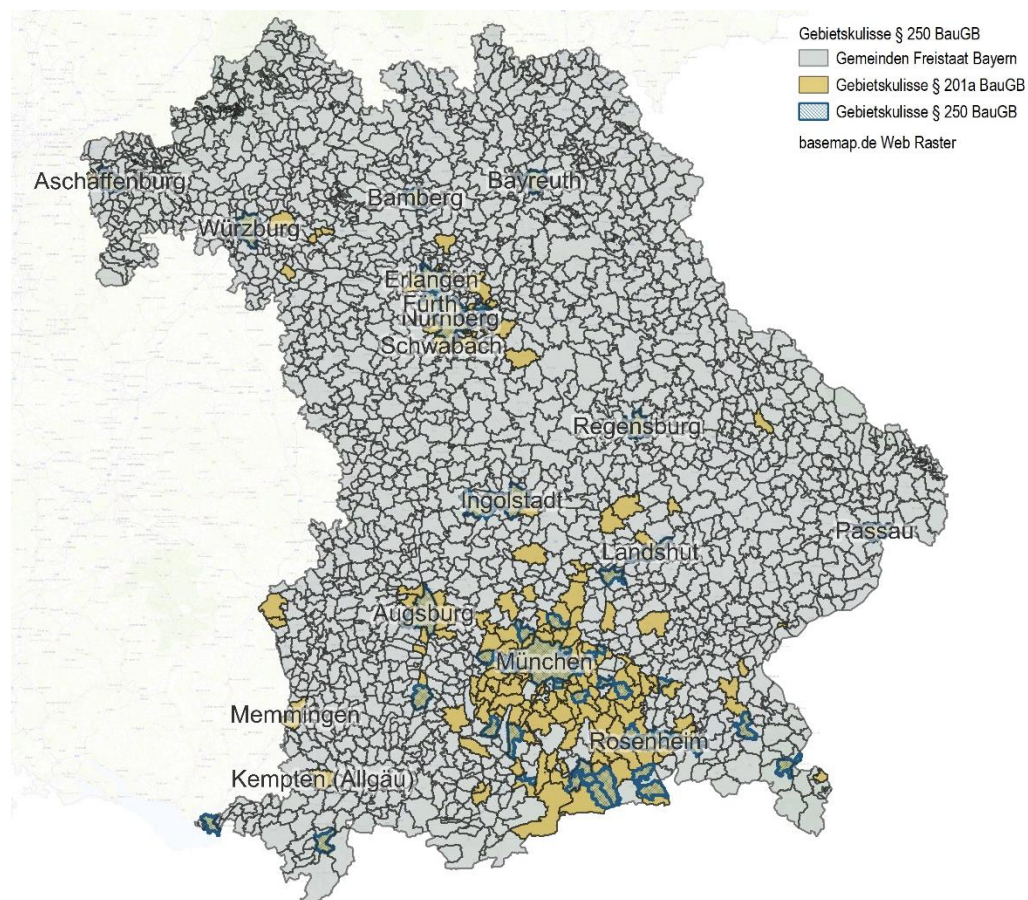 Gebietskulisse § 250 BauGB
Gemeinden Freistaat Bayern
Gebietskulisse § 201a BauGB
Gebietskulisse § 250 BauGB
basemap.de Web Raster
Aschaffenburg
Bayreuth
Bamberg
Würzburg
Erlangen
Fürth
Nürnberg
Schwabach
Regensburg
Ingolstadt
Passau
Landshut
Augsburg
München
Memmingen
Rosenheim
Kempten (Allgäu)